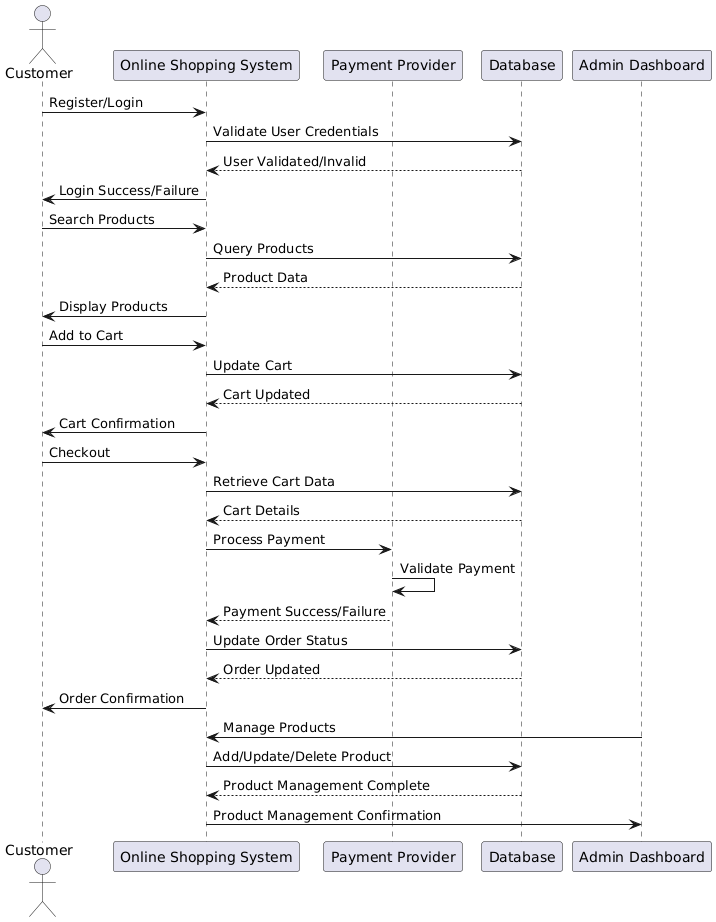 Customer
Online Shopping System
Payment Provider
Database
Admin Dashboard
Register/Login
Validate User Credentials
User Validated/Invalid
Login Success/Failure
Search Products
Query Products
Product Data
Display Products
Add to Cart
Update Cart
Cart Updated
Cart Confirmation
Checkout
Retrieve Cart Data
Cart Details
Process Payment
Validate Payment
Payment Success/Failure
Update Order Status
Order Updated
Order Confirmation
Manage Products
Add/Update/Delete Product
Product Management Complete
Product Management Confirmation
Customer
Online Shopping System
Payment Provider
Database
Admin Dashboard